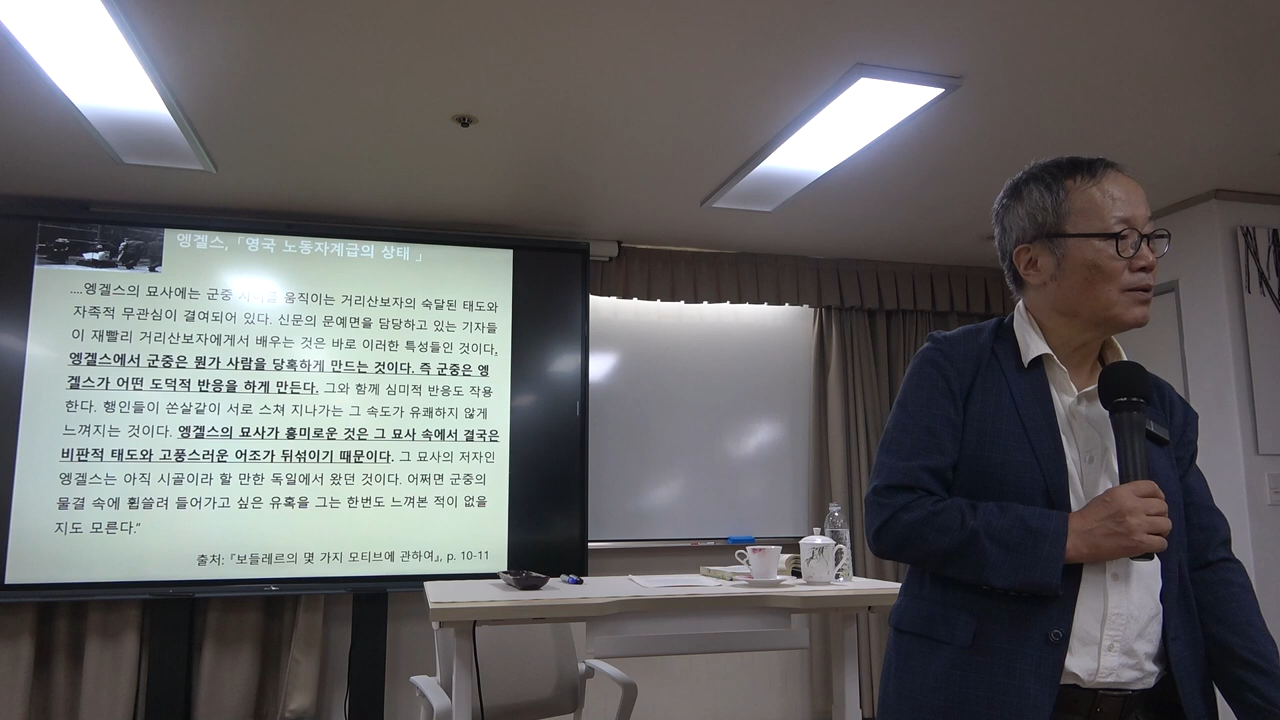 엥겔스, 「영국 노동자계급의 상태 」
....엥겔스의 묘사에는 군중 움직이는 거리산보자의 숙달된 태도와
자족적 무관심이 결여되어 있다. 신문의 문예면을 담당하고 있는 기자들
이 재빨리 거리산보자에게서 배우는 것은 바로 이러한 특성들인 것이다.
엥겔스에서 군중은 뭔가 사람을 당혹하게 만드는 것이다. 즉 군중은 엥
겔스가 어떤 도덕적 반응을 하게 만든다. 그와 함께 심미적 반응도 작용
한다. 행인들이 쏜살같이 서로 스쳐 지나가는 그 속도가 유쾌하지 않게
느껴지는 것이다. 엥겔스의 묘사가 흥미로운 것은 그 묘사 속에서 결국은
비판적 태도와 고풍스러운 어조가 뒤섞이기 때문이다. 그 묘사의 저자인
엥겔스는 아직 시골이라 할 만한 독일에서 왔던 것이다. 어쩌면 군중의
물결 속에 휩쓸려 들어가고 싶은 유혹을 그는 한번도 느껴본 적이 없을
지도 모른다."
출처: 『보들레르의 몇 가지 모티브에 관하여』, p. 10-11